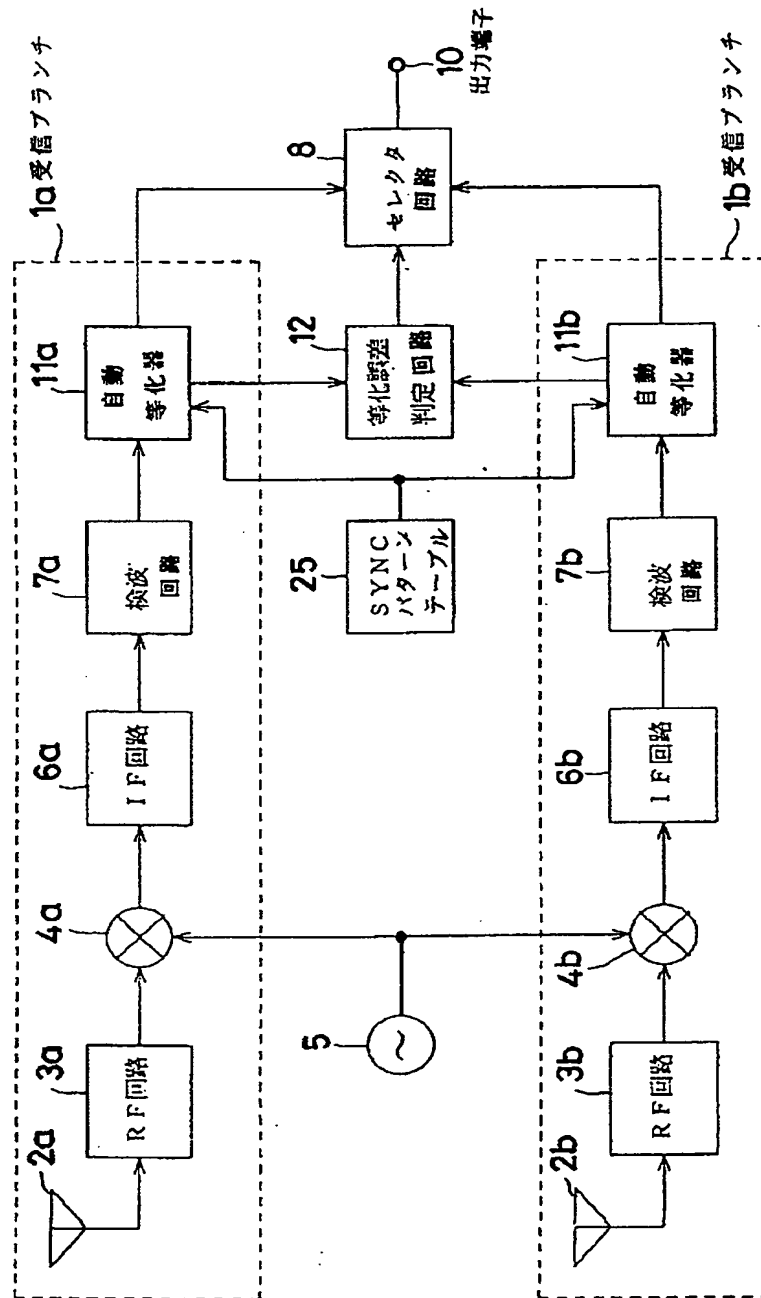 1a 受信ブランチ
2a
3a
RF回路
4a
6a
IF回路
7a
検波
回路
11a
自動
等化器
5
25
SYNC
パターン
テーブル
12
等化誤差
判定回路
8
セレクタ
回路
10
出力端子
2b
3b
RF回路
4b
6b
IF回路
7b
検波
回路
11b
自動
等化器
1b 受信ブランチ